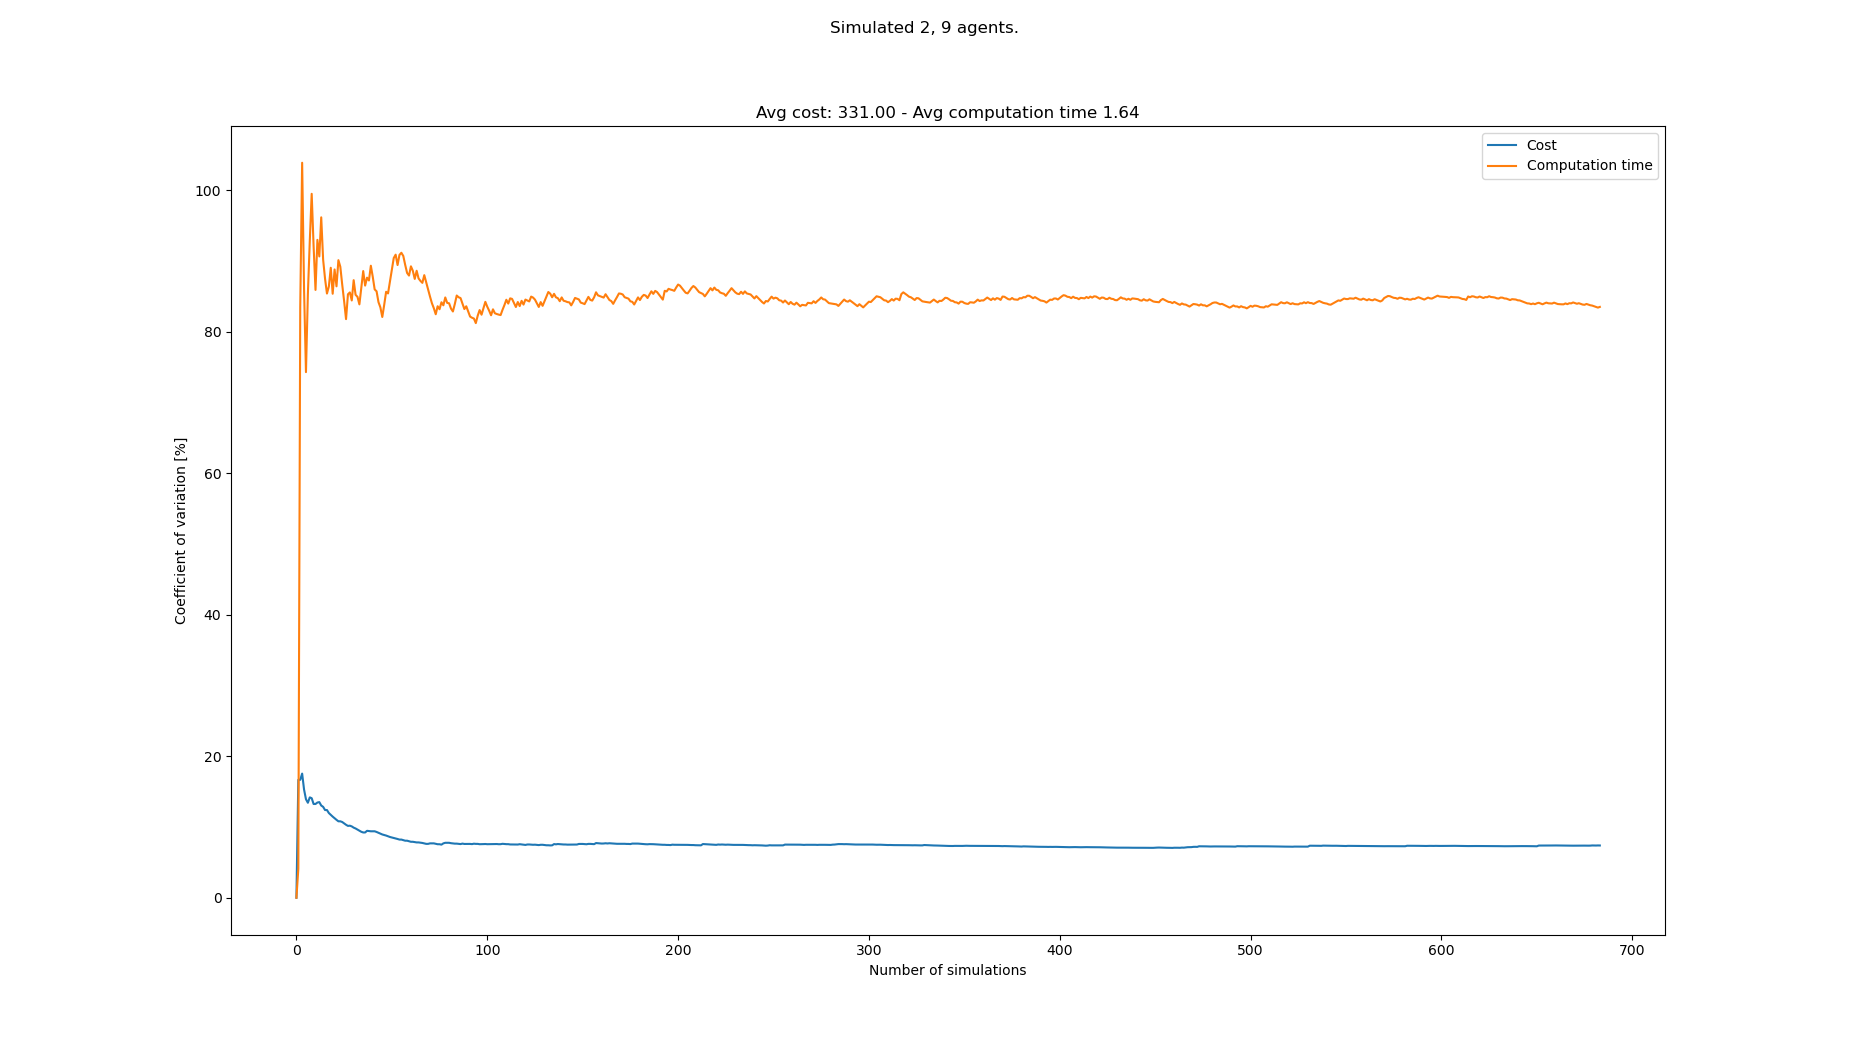 Simulated 2, 9 agents.
Avg cost: 331.00 - Avg computation time 1.64
Cost
Computation time
100
80
60
40
20
0
Coefficient of variation [%]
0 100 200 300 400 500 600 700
Number of simulations